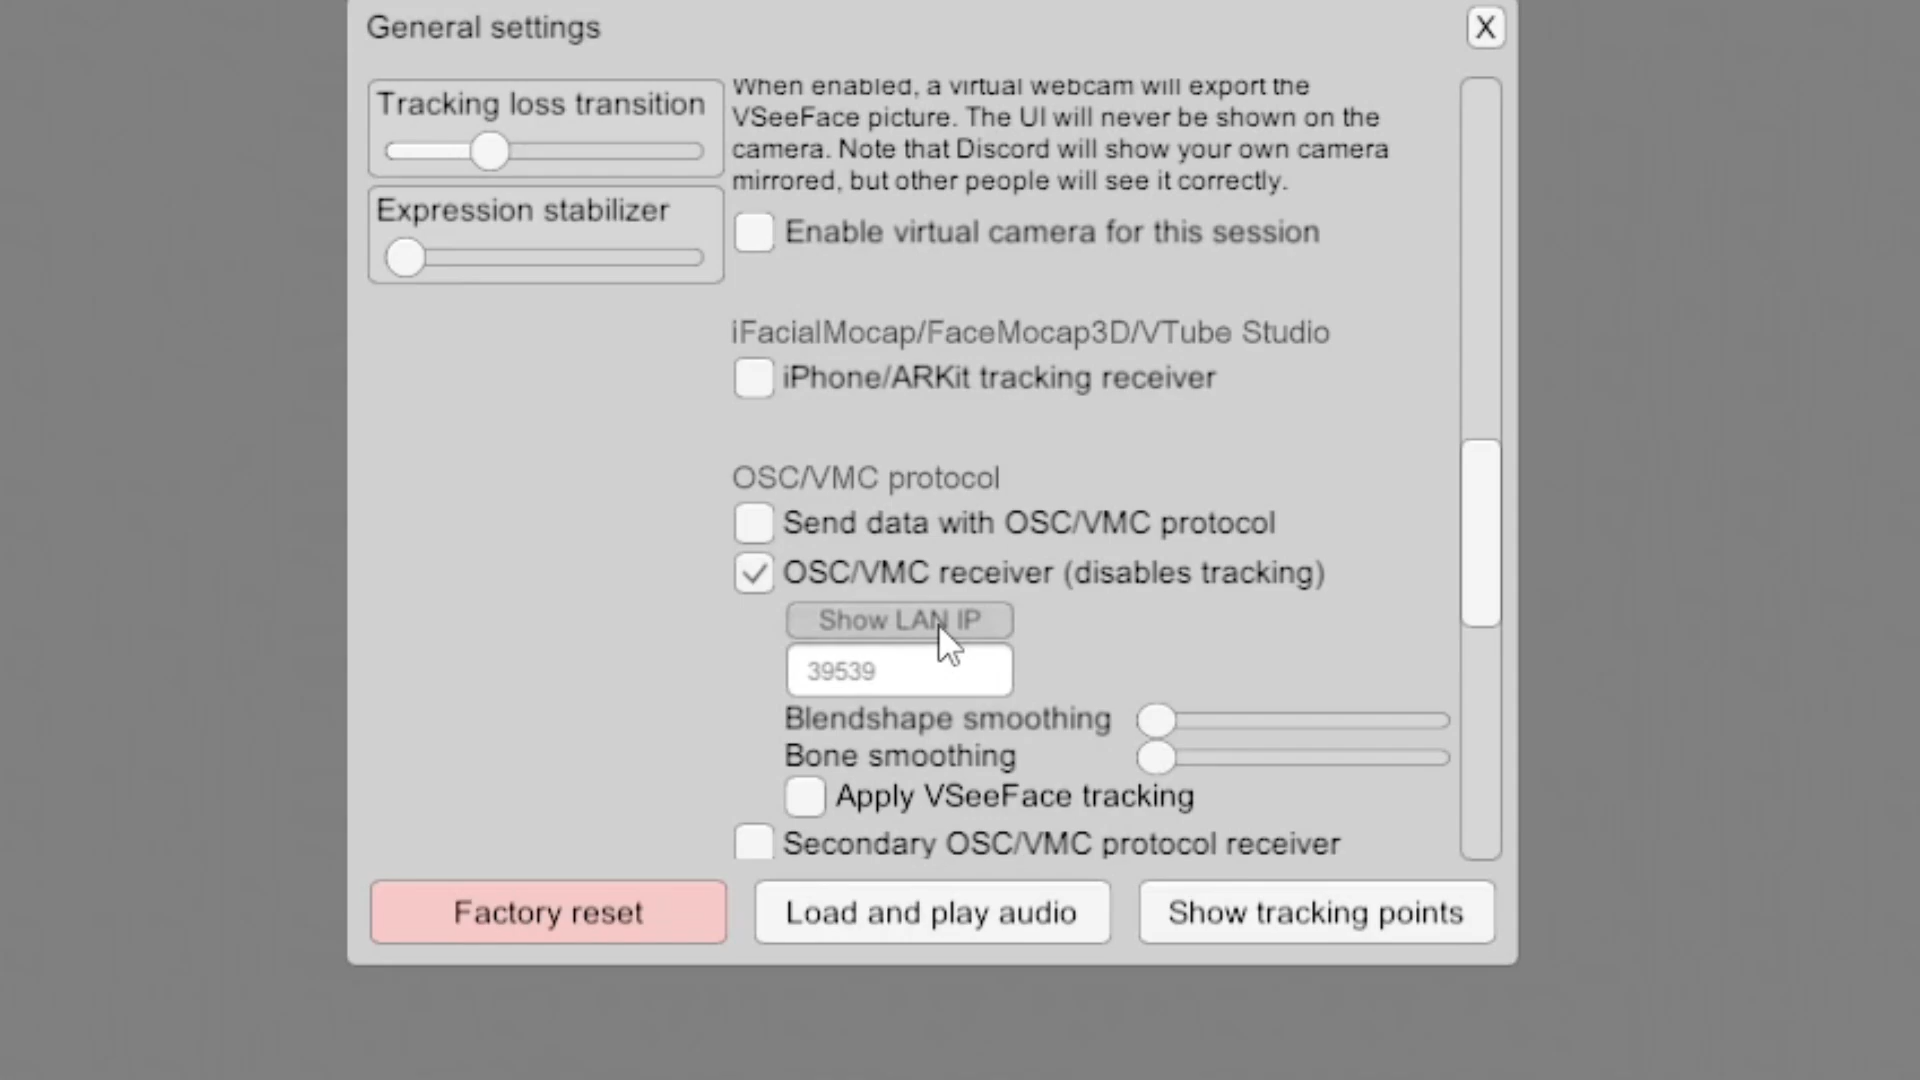 General settings
X
Tracking loss transition
Expression stabilizer
When enabled, a virtual webcam will export the
VSeeFace picture. The UI will never be shown on the
camera. Note that Discord will show your own camera
mirrored, but other people will see it correctly.
Enable virtual camera for this session
iFacialMocap/FaceMocap3D/VTube Studio
iPhone/ARKit tracking receiver
OSC/VMC protocol
Send data with OSC/VMC protocol
OSC/VMC receiver (disables tracking)
Show LAN IP
39539
Blendshape smoothing
Bone smoothing
Apply VSeeFace tracking
Secondary OSC/VMC protocol receiver
Factory reset
Load and play audio
Show tracking points